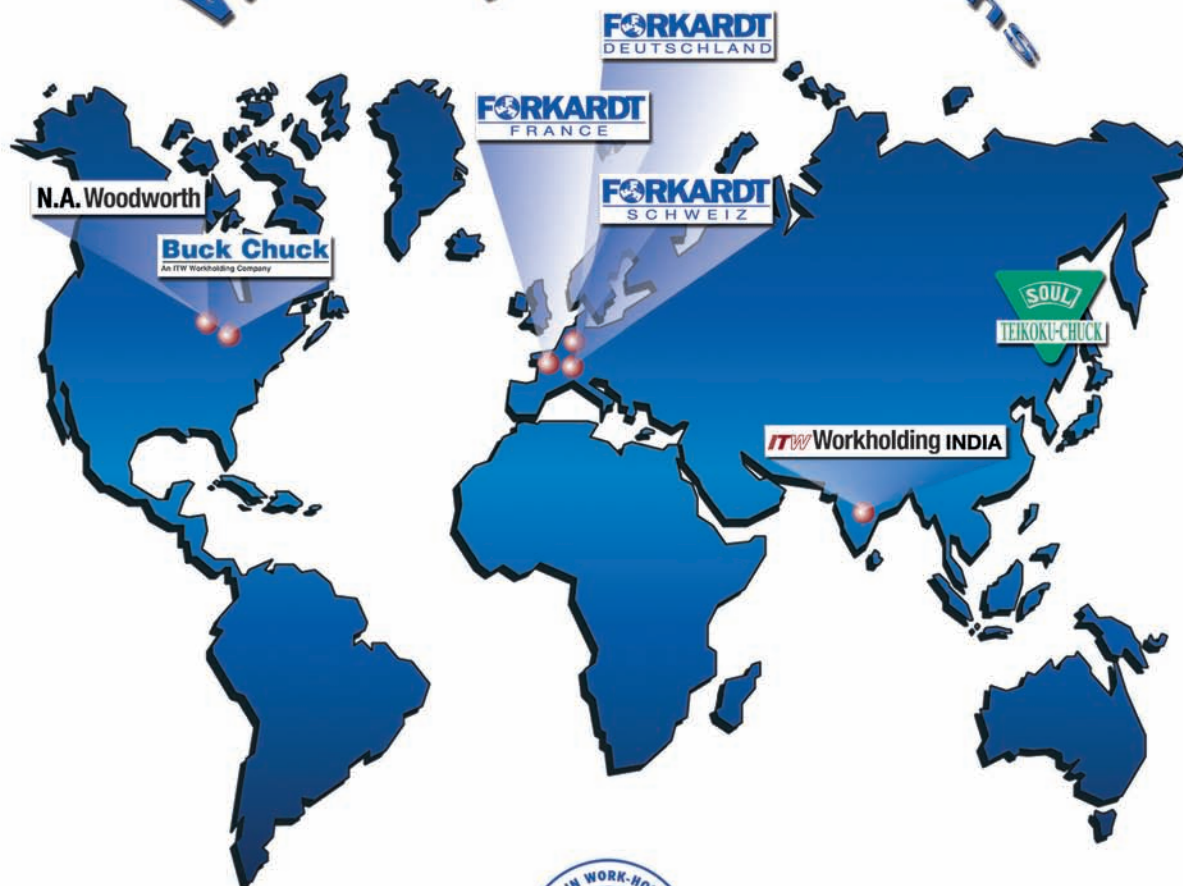 FORKARDT
DEUTSCHLAND
FORKARDT
FRANCE
N.A. Woodworth
FORKARDT
SCHWEIZ
Buck Chuck
An ITW Workholding Company
SOUL
TEIKOKU-CHUCK
ITW Workholding INDIA